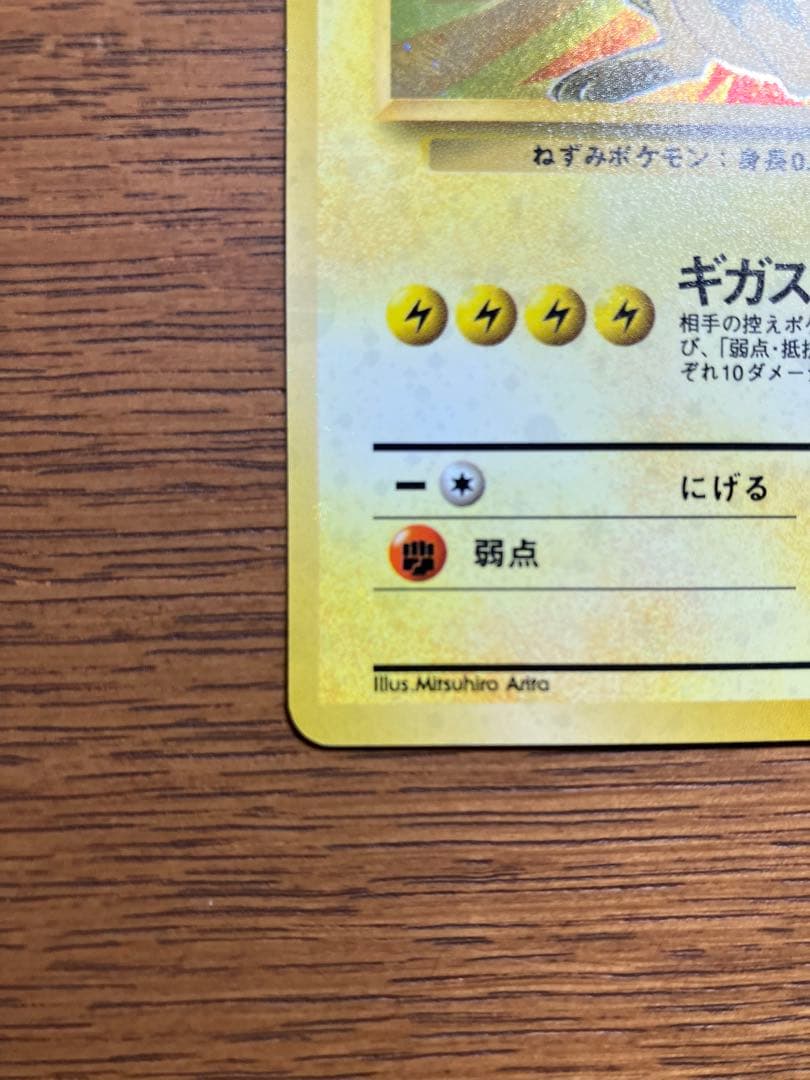 ねずみポケモン：身長0.
ギガス
相手の控えポケ
び、「弱点・抵抗
ぞれ10ダメー
にげる
弱点
Illus.Mitsuhiro Arita